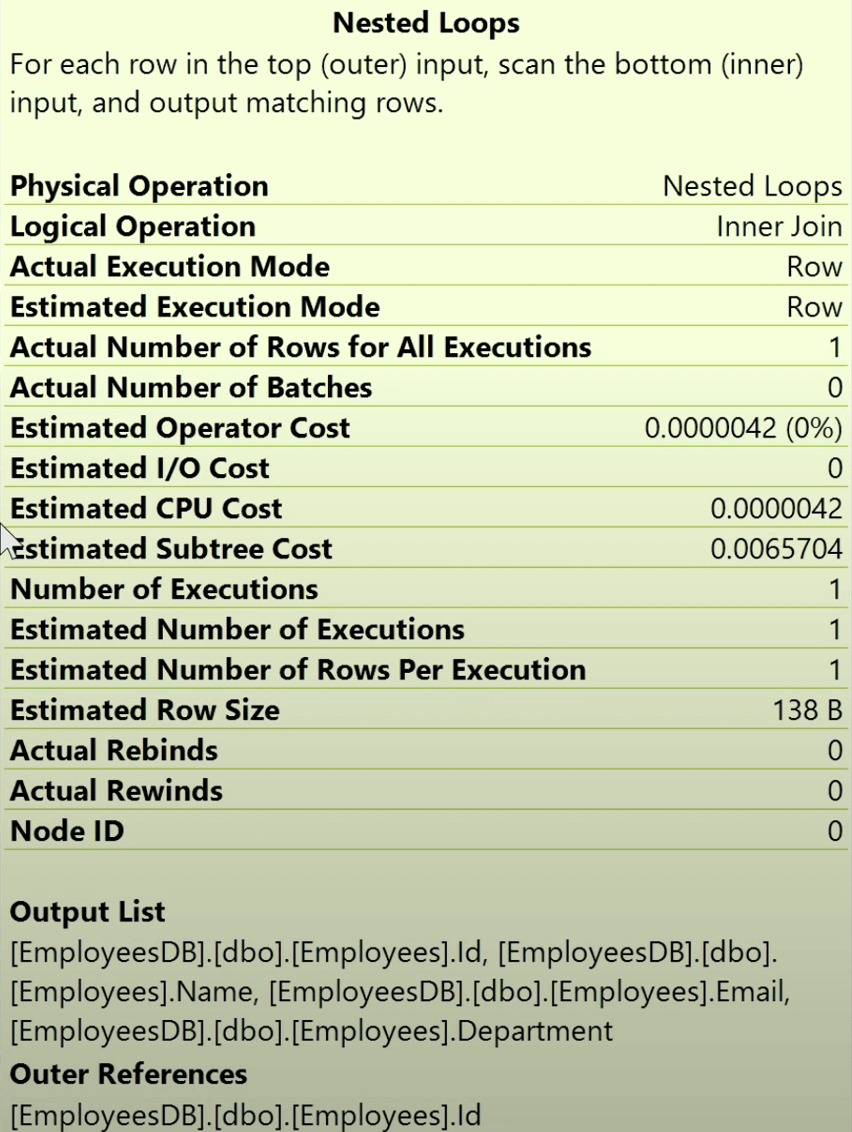 Nested Loops
For each row in the top (outer) input, scan the bottom (inner)
input, and output matching rows.
Physical Operation Nested Loops
Logical Operation Inner Join
Actual Execution Mode Row
Estimated Execution Mode Row
Actual Number of Rows for All Executions 1
Actual Number of Batches 0
Estimated Operator Cost 0.0000042 (0%)
Estimated I/O Cost 0
Estimated CPU Cost 0.0000042
Estimated Subtree Cost 0.0065704
Number of Executions 1
Estimated Number of Executions 1
Estimated Number of Rows Per Execution 1
Estimated Row Size 138 B
Actual Rebinds 0
Actual Rewinds 0
Node ID 0
Output List
[EmployeesDB].[dbo].[Employees].Id, [EmployeesDB].[dbo].
[Employees].Name, [EmployeesDB].[dbo].[Employees].Email,
[EmployeesDB].[dbo].[Employees].Department
Outer References
[EmployeesDB].[dbo].[Employees].Id